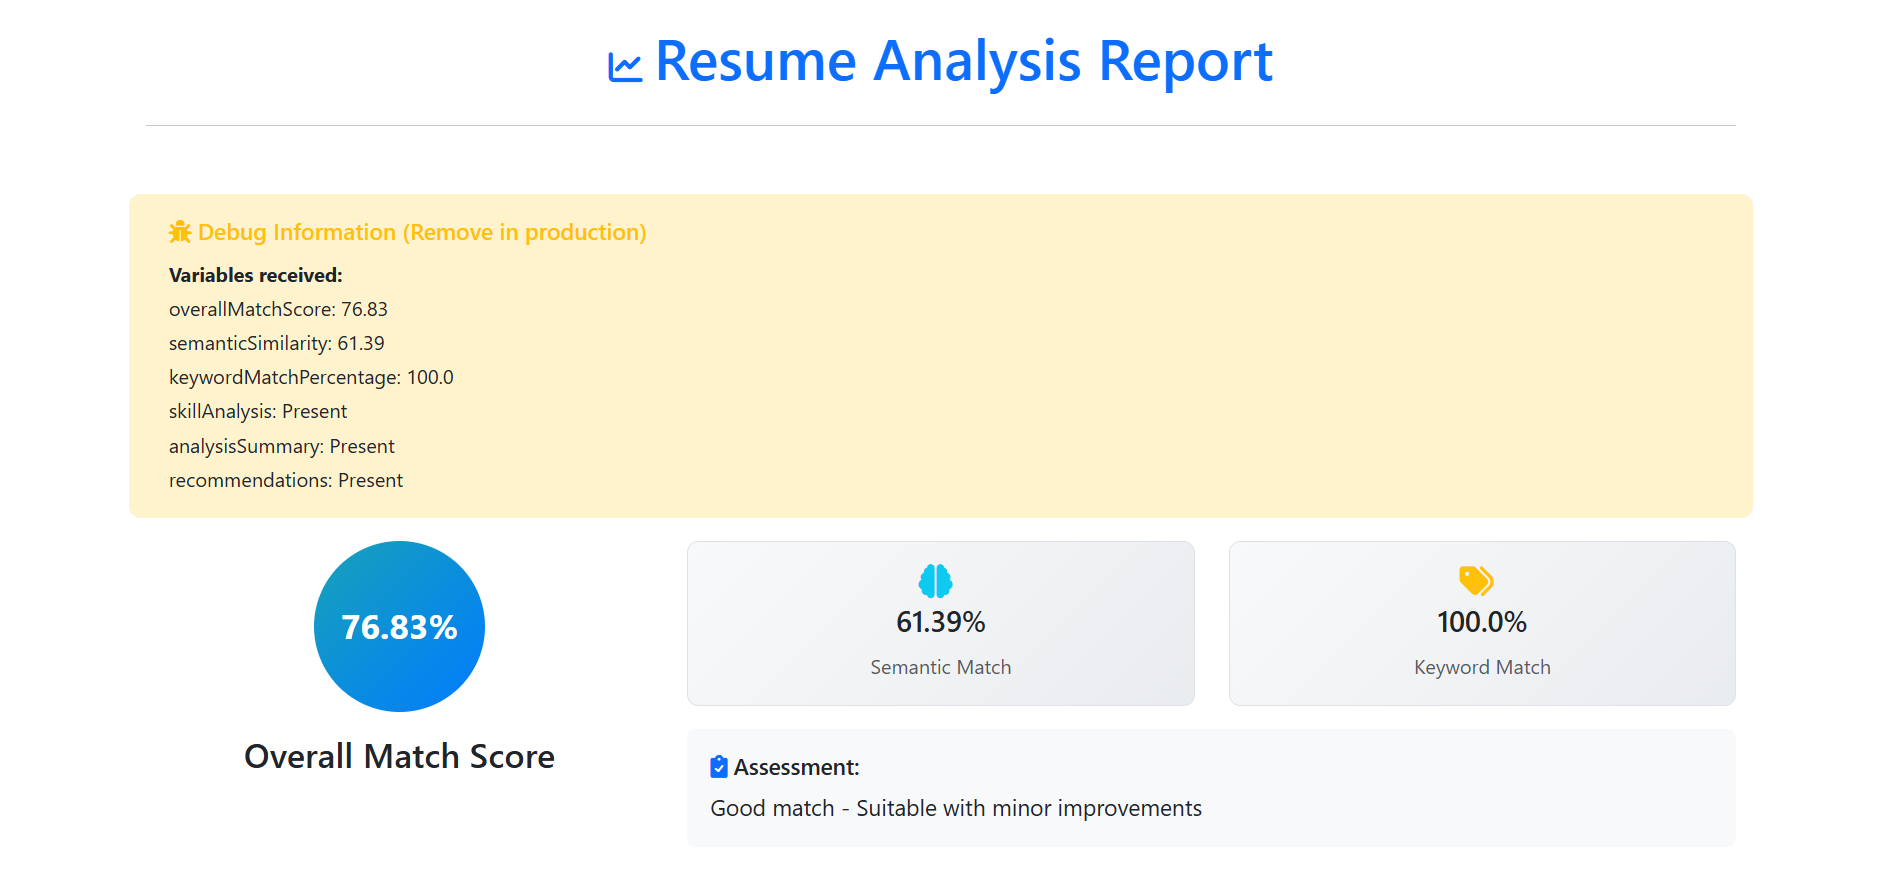 Resume Analysis Report
Debug Information (Remove in production)
Variables received:
overallMatchScore: 76.83
semanticSimilarity: 61.39
keywordMatchPercentage: 100.0
skillAnalysis: Present
analysisSummary: Present
recommendations: Present
76.83%
Overall Match Score
61.39%
Semantic Match
100.0%
Keyword Match
Assessment:
Good match - Suitable with minor improvements